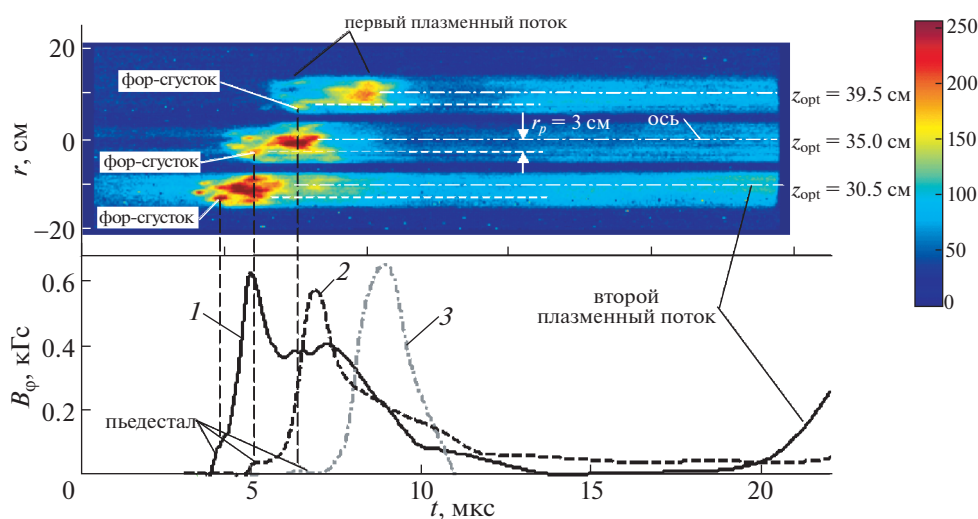 первый плазменный поток
20
фор-сгусток
z_opt = 39.5 см
r_p = 3 см
ось
r, см
0
z_opt = 35.0 см
фор-сгусток
z_opt = 30.5 см
фор-сгусток
−20
250
200
150
100
50
0
0.6
1
2
3
второй
плазменный поток
B_φ, кГс
0.4
0.2
пьедестал
0
5
10
15
20
t, мкс